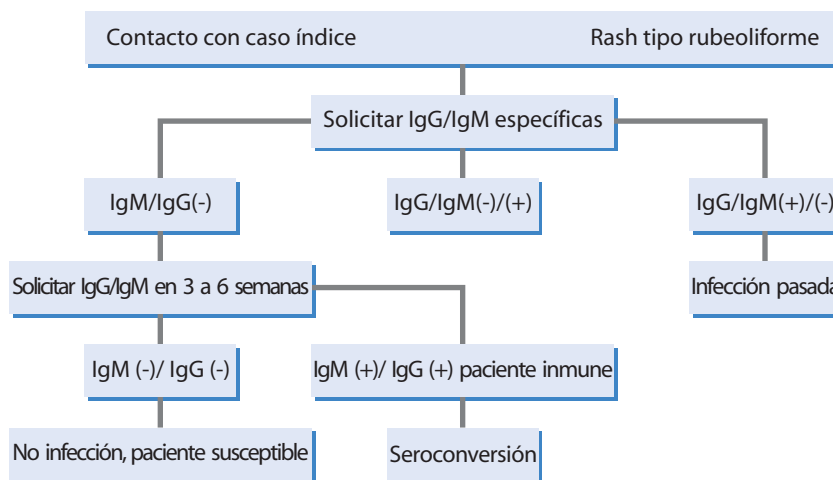 Contacto con caso índice
Rash tipo rubeoliforme
Solicitar IgG/IgM específicas
IgM/IgG(-)
IgG/IgM(-)/(+)
IgG/IgM(+)/(-)
Solicitar IgG/IgM en 3 a 6 semanas
Infección pasada
IgM (-)/ IgG (-)
IgM (+)/ IgG (+) paciente inmune
No infección, paciente susceptible
Seroconversión